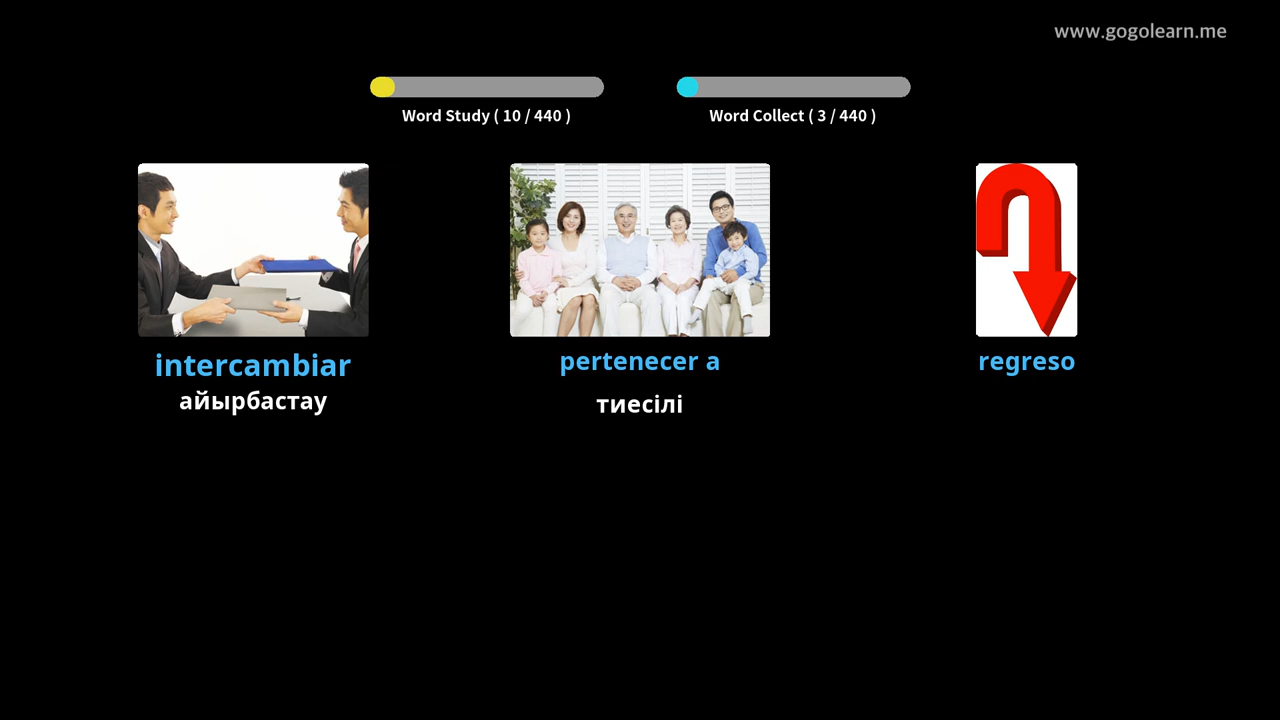 www.gogolearn.me
Word Study ( 10 / 440 )
Word Collect ( 3 / 440 )
intercambiar
айырбастау
pertenecer a
тиесілі
regreso